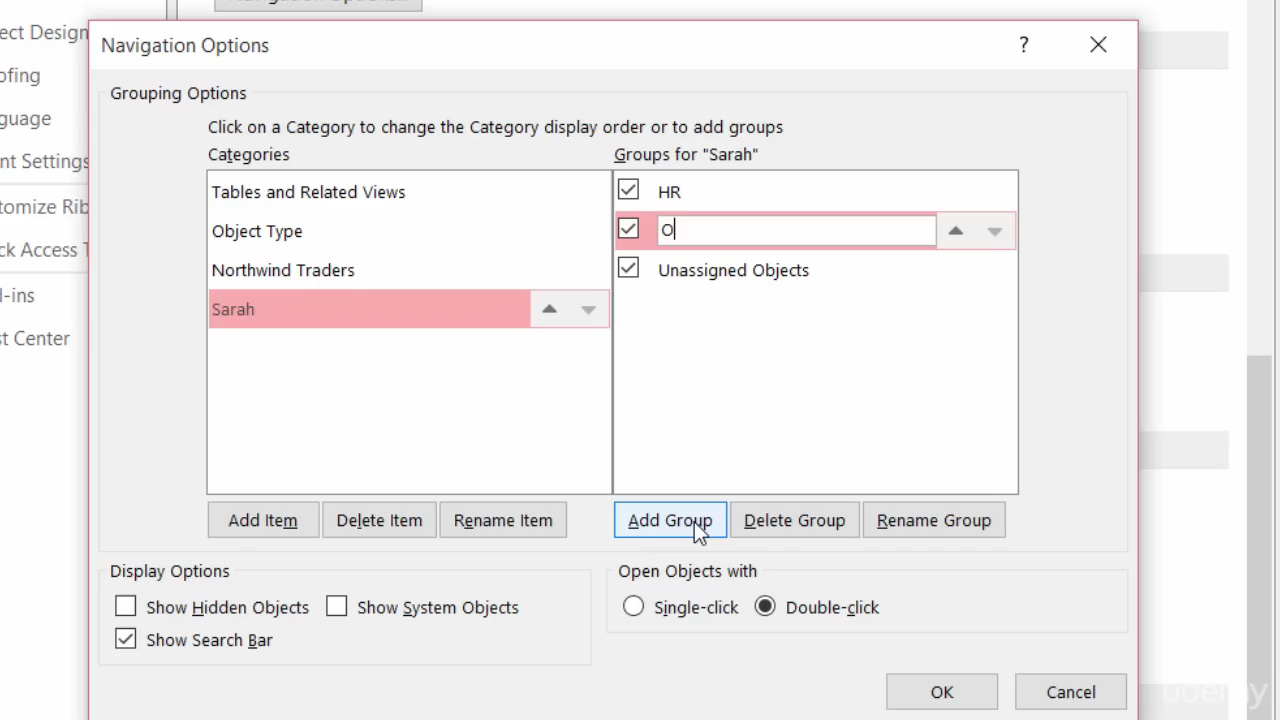 Navigation Options...
ect Design
ofing
guage
nt Settings
tomize Rib
ck Access T
d-ins
st Center
Navigation Options
?
Grouping Options
Click on a Category to change the Category display order or to add groups
Categories
Groups for "Sarah"
Tables and Related Views
HR
Object Type
O
Northwind Traders
Unassigned Objects
Sarah
Add Item
Delete Item
Rename Item
Add Group
Delete Group
Rename Group
Display Options
Open Objects with
Show Hidden Objects
Show System Objects
Single-click
Double-click
Show Search Bar
OK
Cancel
udemy